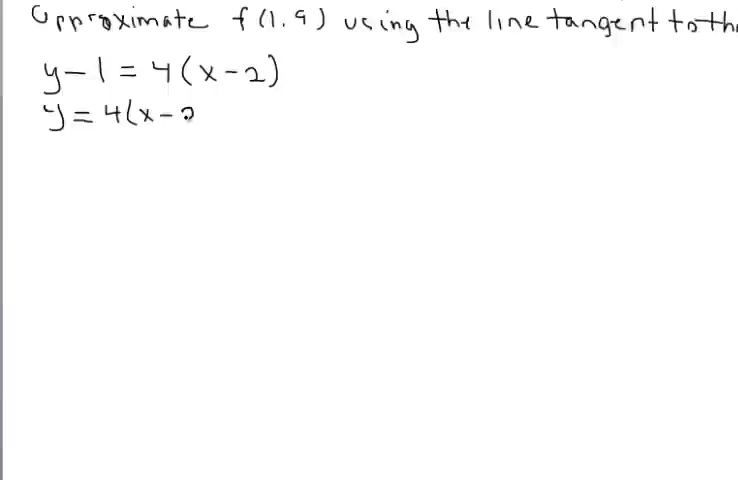 approximate f(1.9) using the line tangent to th
y-1=4(x-2)
y=4(x-2